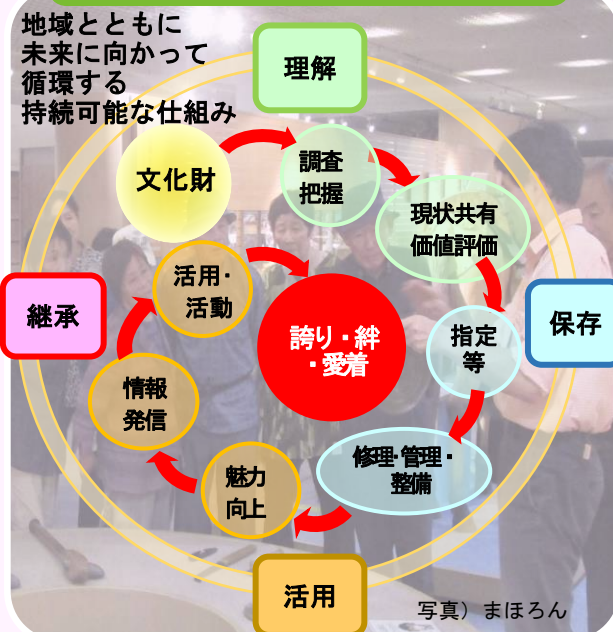 地域とともに
未来に向かって
循環する
持続可能な仕組み
理解
文化財
調査
把握
現状共有
価値評価
活用・
活動
継承
誇り・絆
・愛着
指定
等
保存
情報
発信
魅力
向上
修理・管理・
整備
活用
写真）まほろん